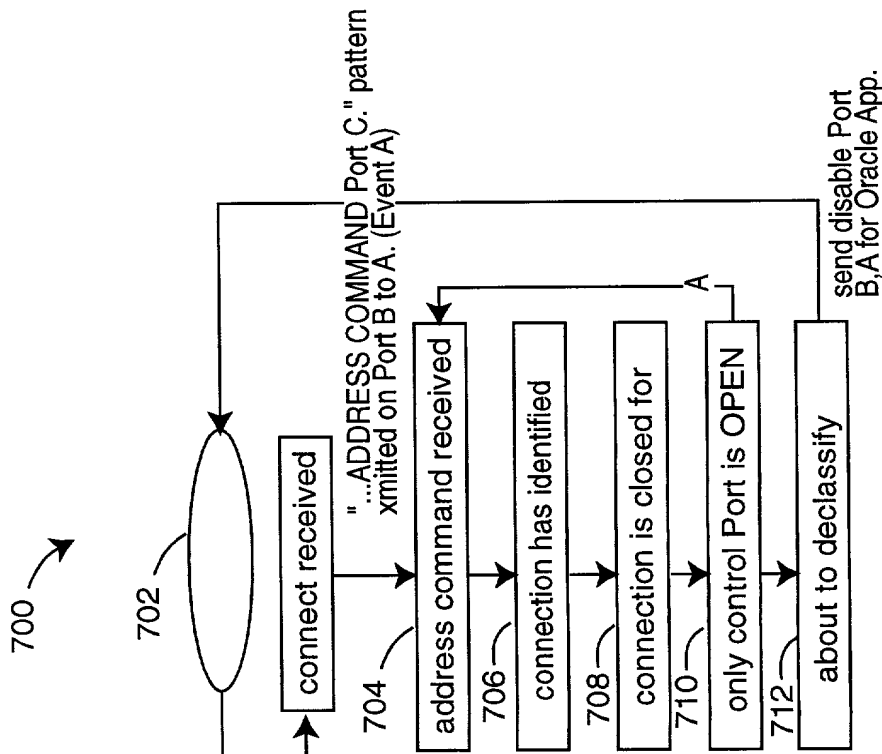 700
702
connect received
"...ADDRESS COMMAND Port C." pattern
xmitted on Port B to A. (Event A)
704
address command received
706
connection has identified
708
connection is closed for
A
710
only control Port is OPEN
712
about to declassify
send disable Port
B,A for Oracle App.